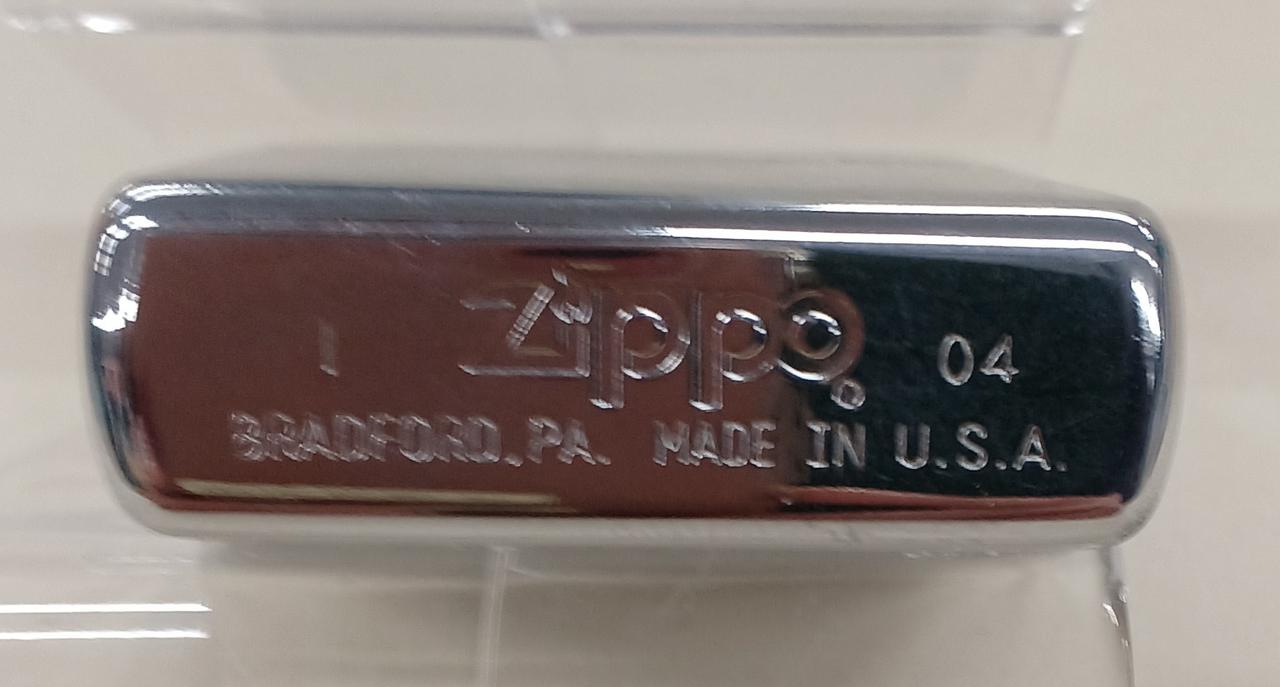 I Zippo® 04
BRADFORD, PA. MADE IN U.S.A.